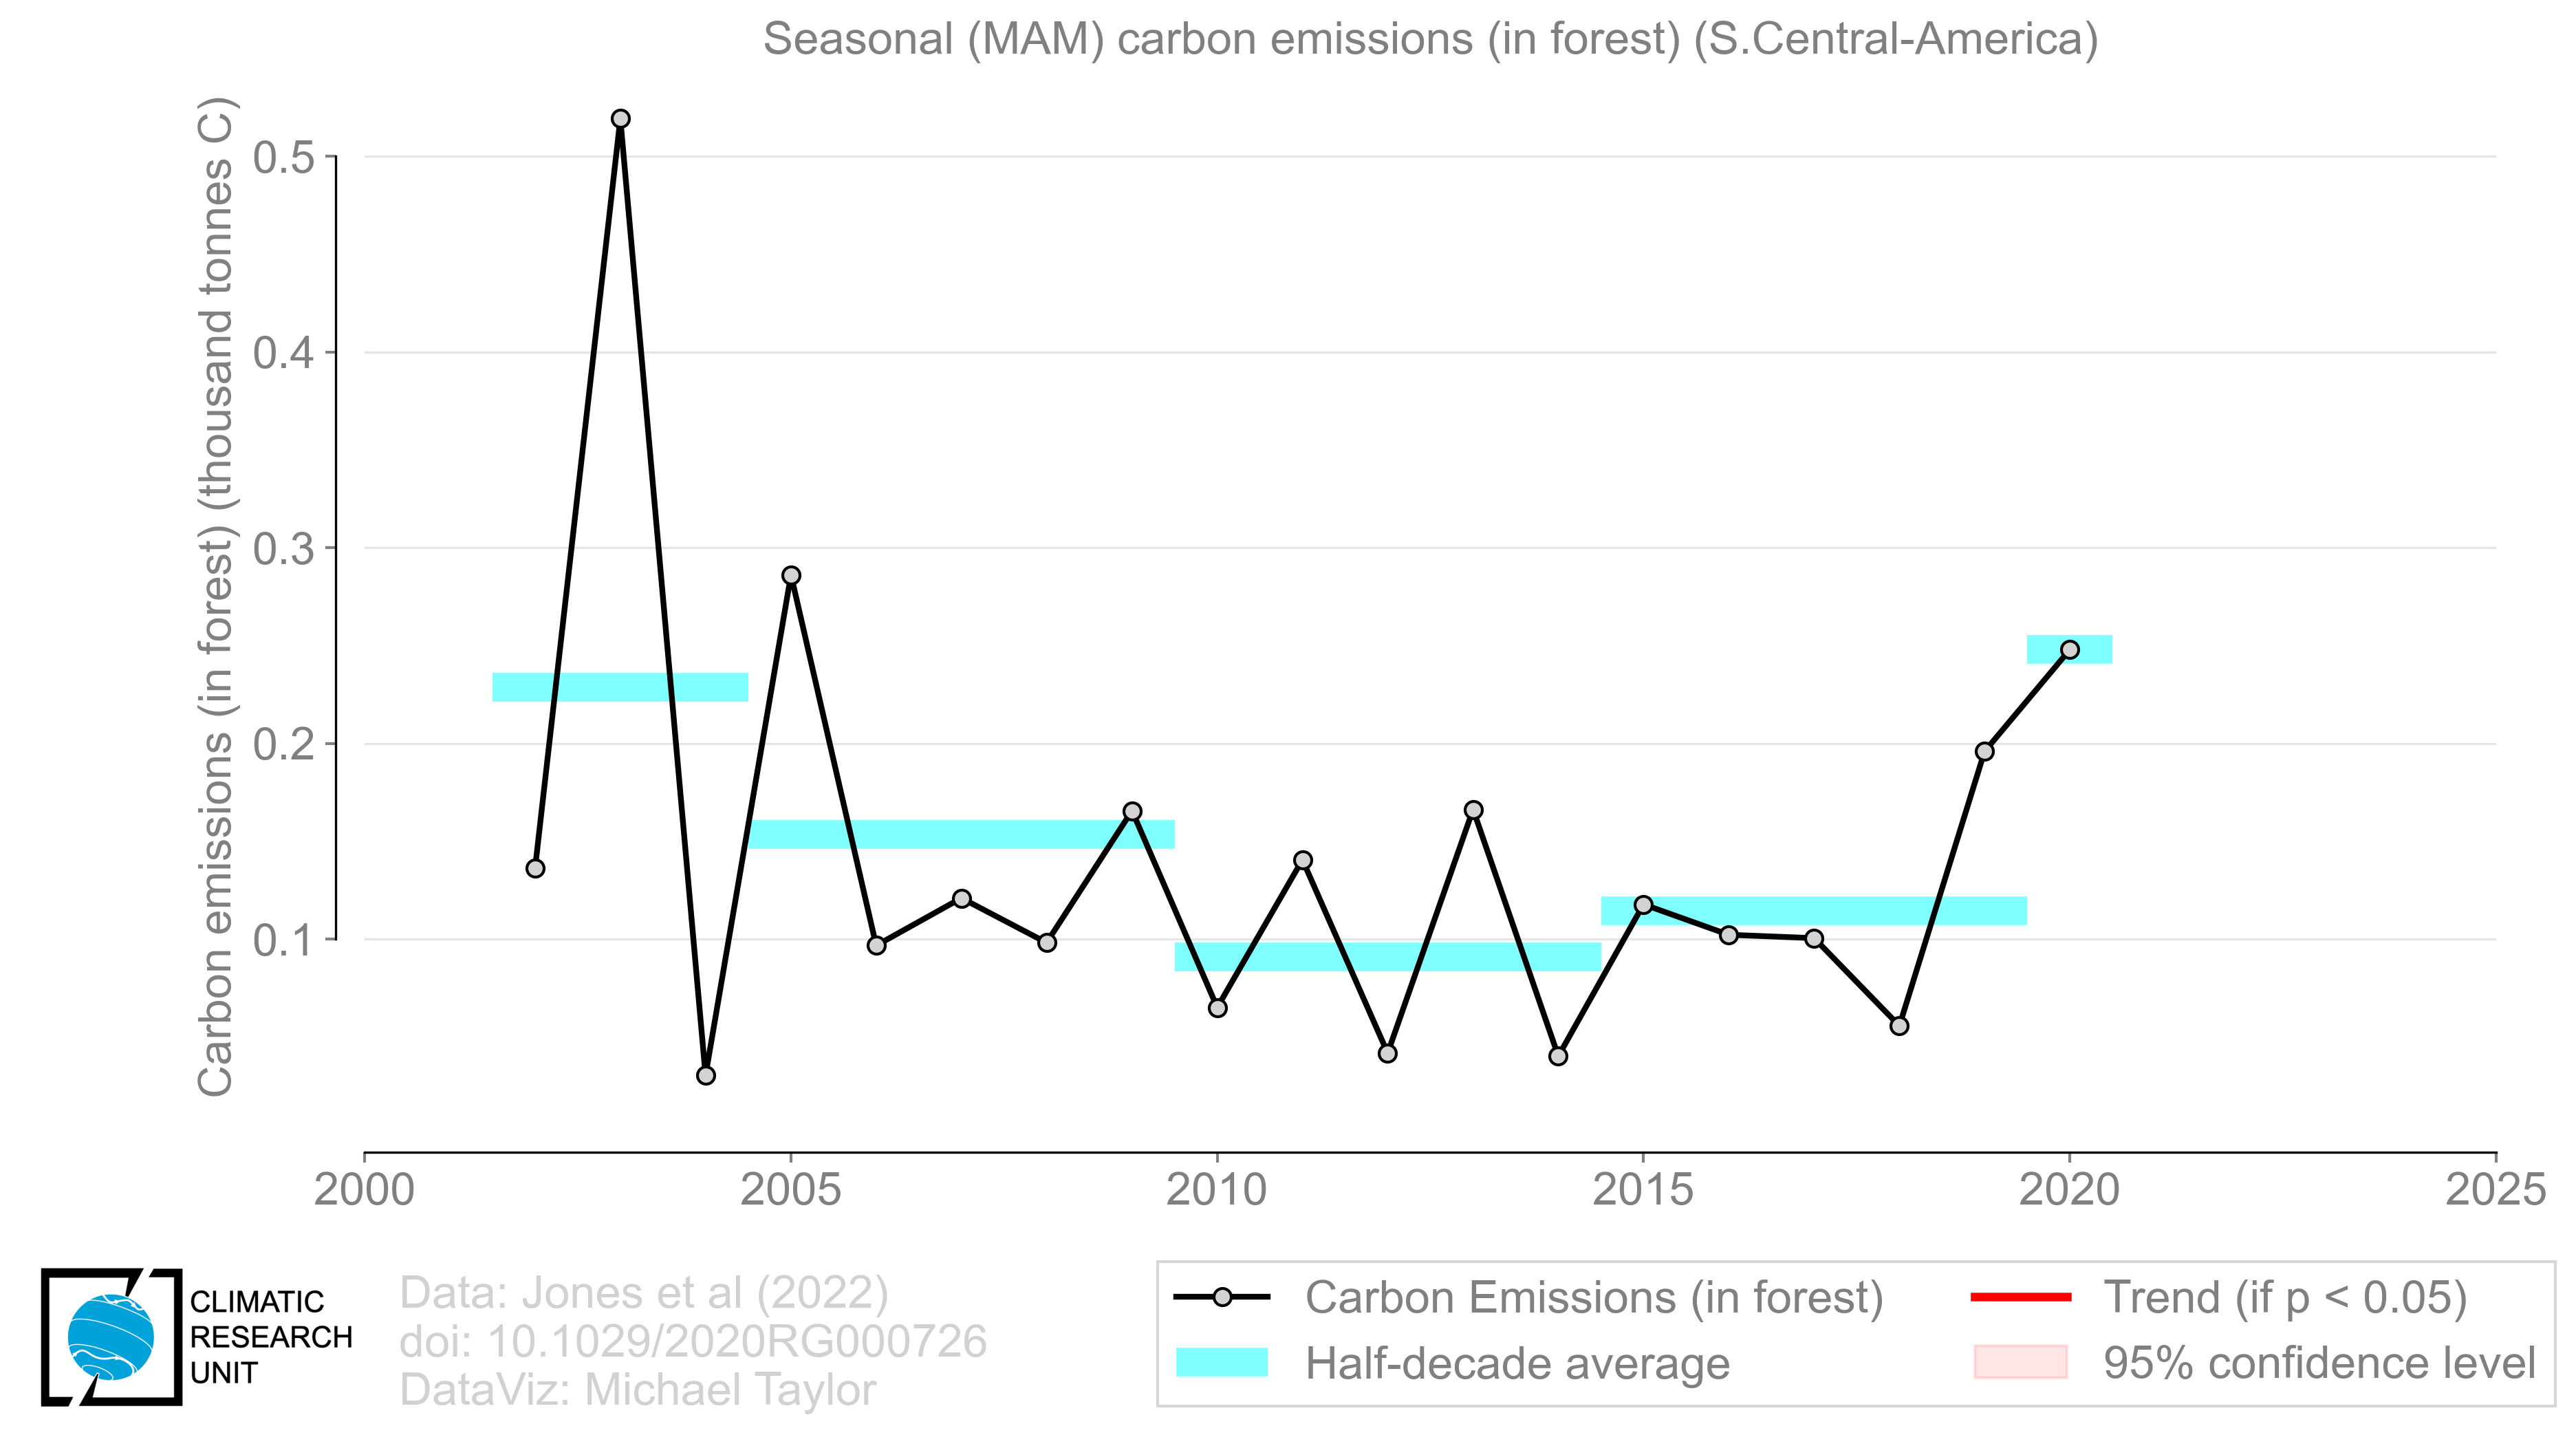 Seasonal (MAM) carbon emissions (in forest) (S.Central-America)
Carbon emissions (in forest) (thousand tonnes C)
0.5
0.4
0.3
0.2
0.1
2000
2005
2010
2015
2020
2025
CLIMATIC
RESEARCH
UNIT
Data: Jones et al (2022)
doi: 10.1029/2020RG000726
DataViz: Michael Taylor
Carbon Emissions (in forest)
Half-decade average
Trend (if p < 0.05)
95% confidence level